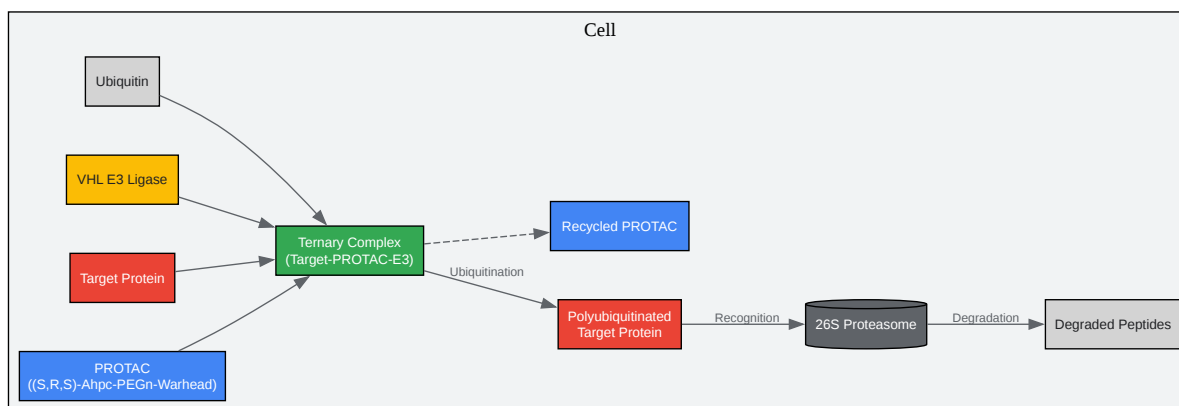 Cell
Ubiquitin
VHL E3 Ligase
Target Protein
PROTAC
((S,R,S)-Ahpc-PEGn-Warhead)
Ternary Complex
(Target-PROTAC-E3)
Recycled PROTAC
Ubiquitination
Polyubiquitinated
Target Protein
Recognition
26S Proteasome
Degradation
Degraded Peptides